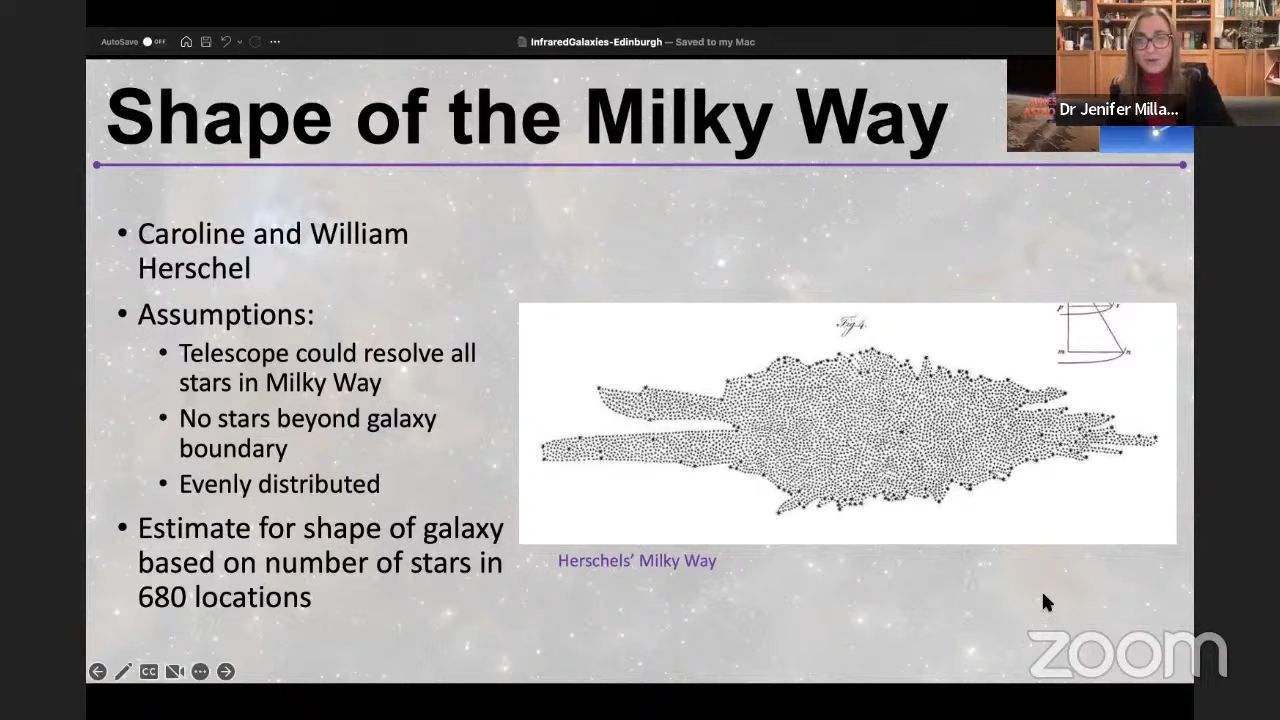 AutoSave OFF
InfraredGalaxies-Edinburgh — Saved to my Mac
Dr Jenifer Milla...
Shape of the Milky Way
• Caroline and William
Herschel
• Assumptions:
• Telescope could resolve all
stars in Milky Way
• No stars beyond galaxy
boundary
• Evenly distributed
• Estimate for shape of galaxy
based on number of stars in
680 locations
Fig. 4.
m
n
Herschels’ Milky Way
CC
zoom